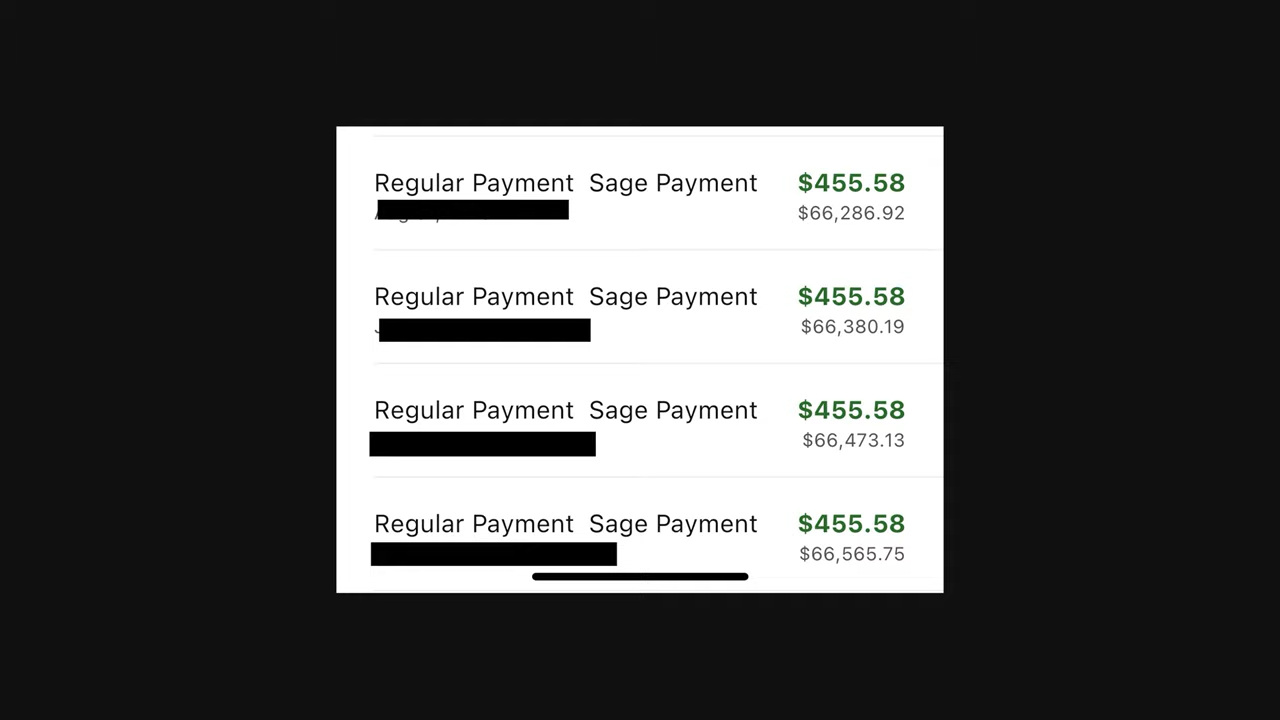 Regular Payment Sage Payment $455.58
$66,286.92
Regular Payment Sage Payment $455.58
$66,380.19
Regular Payment Sage Payment $455.58
$66,473.13
Regular Payment Sage Payment $455.58
$66,565.75